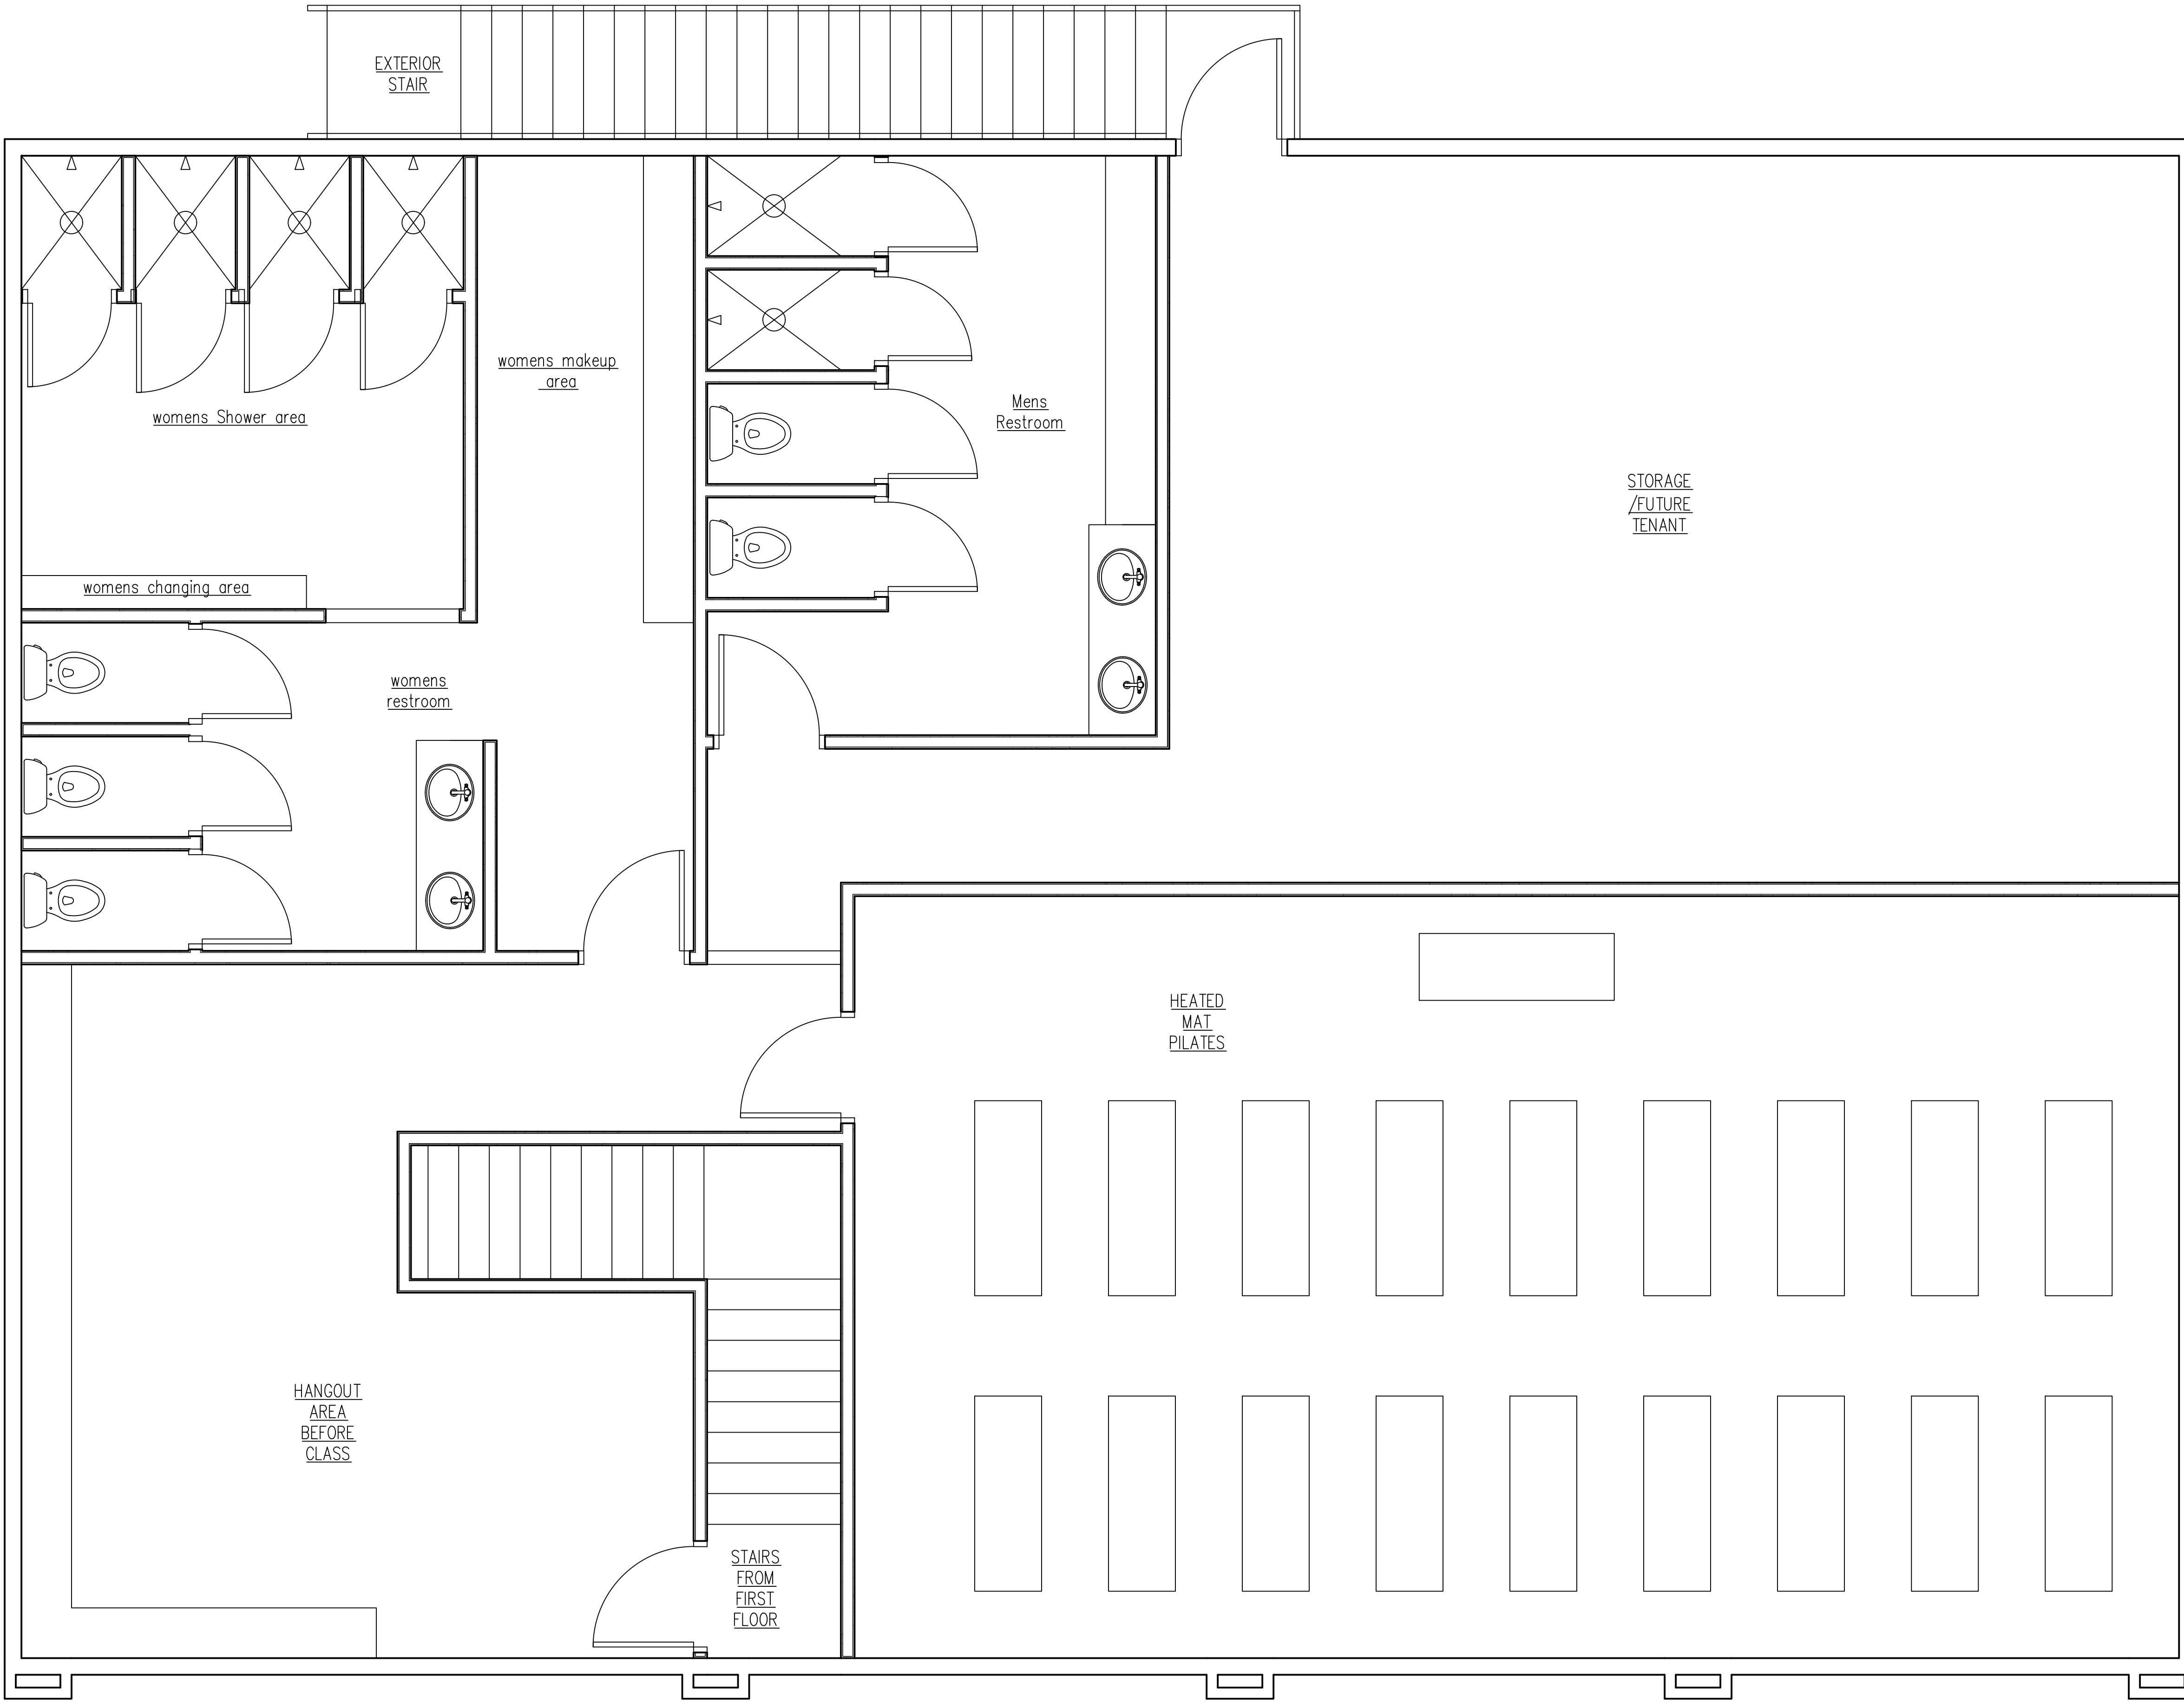 EXTERIOR
STAIR
womens makeup
area
womens Shower area
Mens
Restroom
STORAGE
/FUTURE
TENANT
womens changing area
womens
restroom
HEATED
MAT
PILATES
HANGOUT
AREA
BEFORE
CLASS
STAIRS
FROM
FIRST
FLOOR